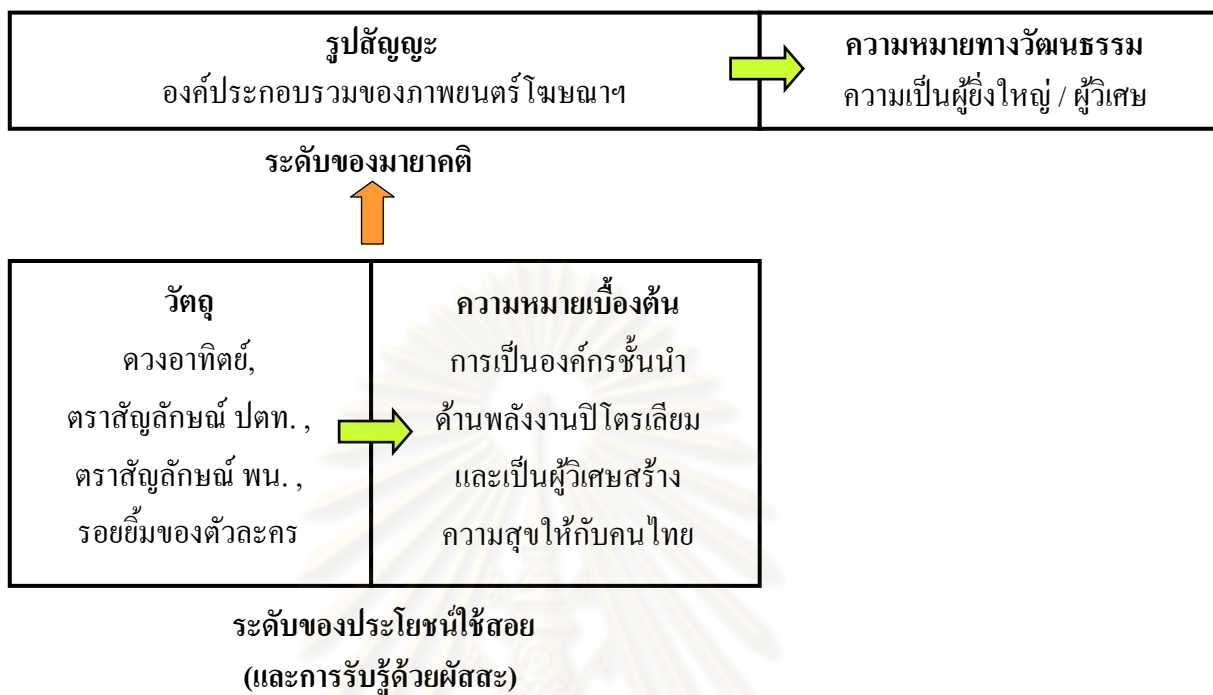 รูปสัญญะ
องค์ประกอบรวมของภาพยนตร์โฆษณาฯ
ความหมายทางวัฒนธรรม
ความเป็นผู้ยิ่งใหญ่ / ผู้วิเศษ
ระดับของมายาคติ
วัตถุ
ดวงอาทิตย์,
ตราสัญลักษณ์ ปตท. ,
ตราสัญลักษณ์ พน. ,
รอยยิ้มของตัวละคร
ความหมายเบื้องต้น
การเป็นองค์กรชั้นนำ
ด้านพลังงานปิโตรเลียม
และเป็นผู้วิเศษสร้าง
ความสุขให้กับคนไทย
ระดับของประโยชน์ใช้สอย
(และการรับรู้ด้วยผัสสะ)